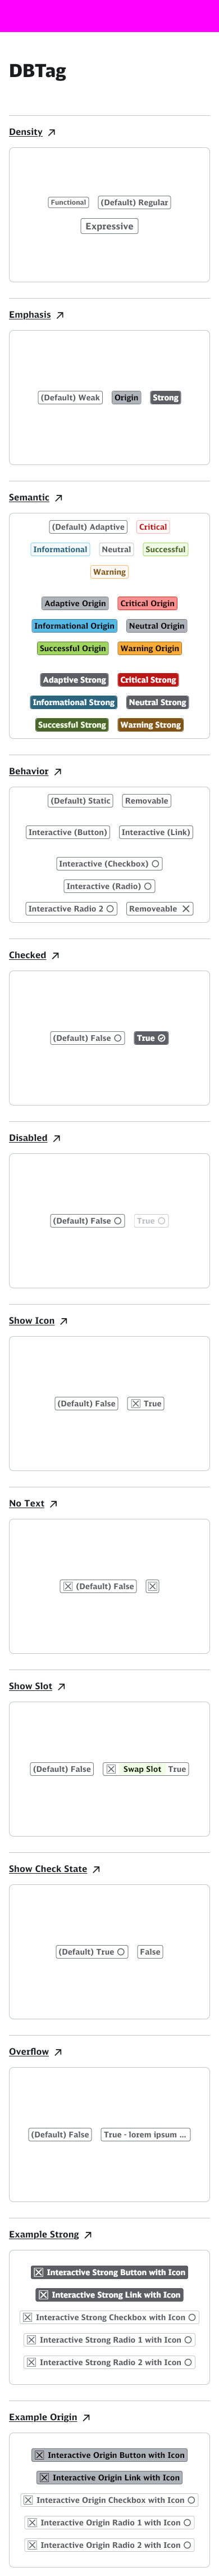 DBTag
Density
Functional (Default) Regular
Expressive
Emphasis
(Default) Weak Origin Strong
Semantic
(Default) Adaptive Critical
Informational Neutral Successful
Warning
Adaptive Origin Critical Origin
Informational Origin Neutral Origin
Successful Origin Warning Origin
Adaptive Strong Critical Strong
Informational Strong Neutral Strong
Successful Strong Warning Strong
Behavior
(Default) Static Removable
Interactive (Button) Interactive (Link)
Interactive (Checkbox)
Interactive (Radio)
Interactive Radio 2 Removeable
Checked
(Default) False True
Disabled
(Default) False True
Show Icon
(Default) False True
No Text
(Default) False
Show Slot
(Default) False Swap Slot True
Show Check State
(Default) True False
Overflow
(Default) False True - lorem ipsum ...
Example Strong
Interactive Strong Button with Icon
Interactive Strong Link with Icon
Interactive Strong Checkbox with Icon
Interactive Strong Radio 1 with Icon
Interactive Strong Radio 2 with Icon
Example Origin
Interactive Origin Button with Icon
Interactive Origin Link with Icon
Interactive Origin Checkbox with Icon
Interactive Origin Radio 1 with Icon
Interactive Origin Radio 2 with Icon